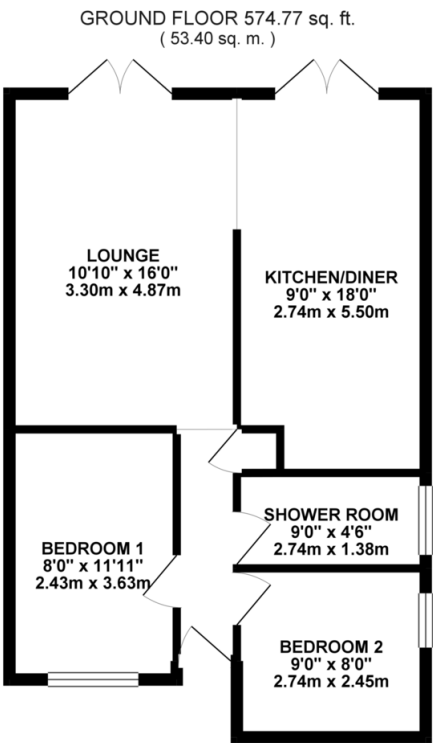 GROUND FLOOR 574.77 sq. ft.
( 53.40 sq. m. )
LOUNGE
10'10" x 16'0"
3.30m x 4.87m
KITCHEN/DINER
9'0" x 18'0"
2.74m x 5.50m
SHOWER ROOM
9'0" x 4'6"
2.74m x 1.38m
BEDROOM 1
8'0" x 11'11"
2.43m x 3.63m
BEDROOM 2
9'0" x 8'0"
2.74m x 2.45m